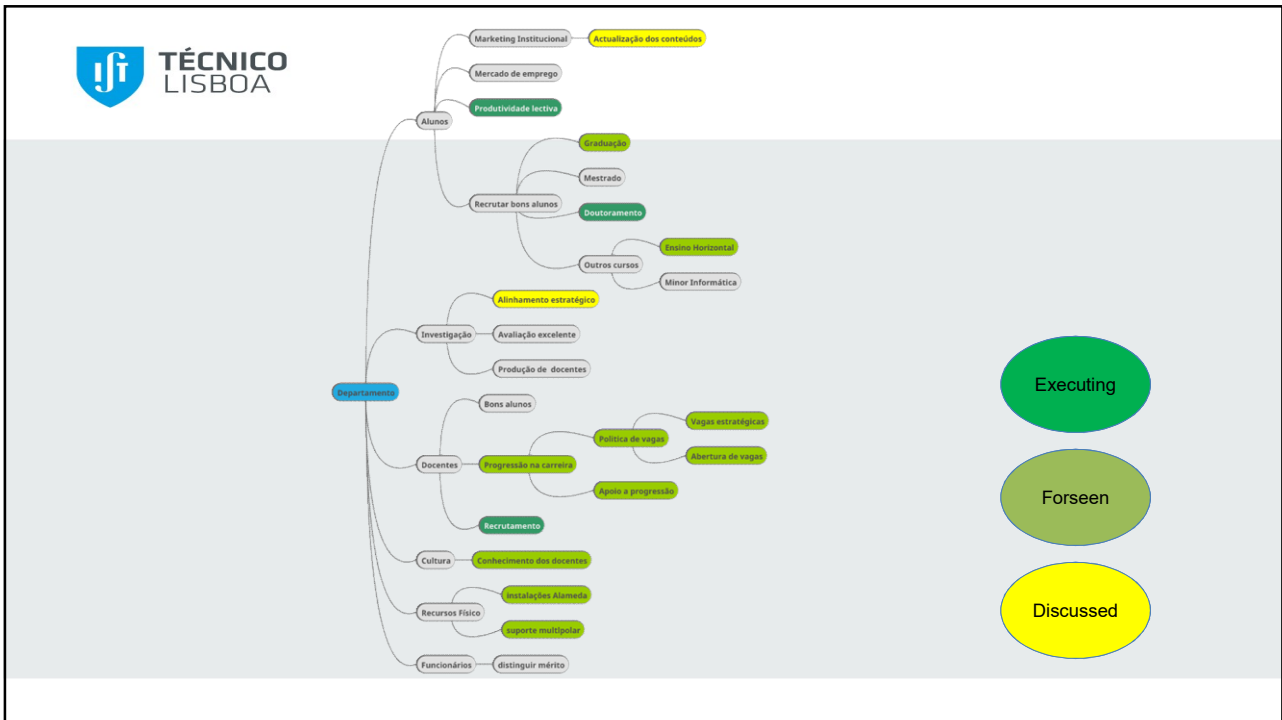 TÉCNICO
LISBOA
Marketing Institucional
Actualização dos conteúdos
Mercado de emprego
Produtividade lectiva
Alunos
Graduação
Mestrado
Recrutar bons alunos
Doutoramento
Ensino Horizontal
Outros cursos
Minor Informática
Alinhamento estratégico
Investigação
Avaliação excelente
Produção de docentes
Departamento
Bons alunos
Vagas estratégicas
Política de vagas
Abertura de vagas
Docentes
Progressão na carreira
Apoio a progressão
Recrutamento
Cultura
Conhecimento dos docentes
instalações Alameda
Recursos Físico
suporte multipolar
Funcionários
distinguir mérito
Executing
Forseen
Discussed